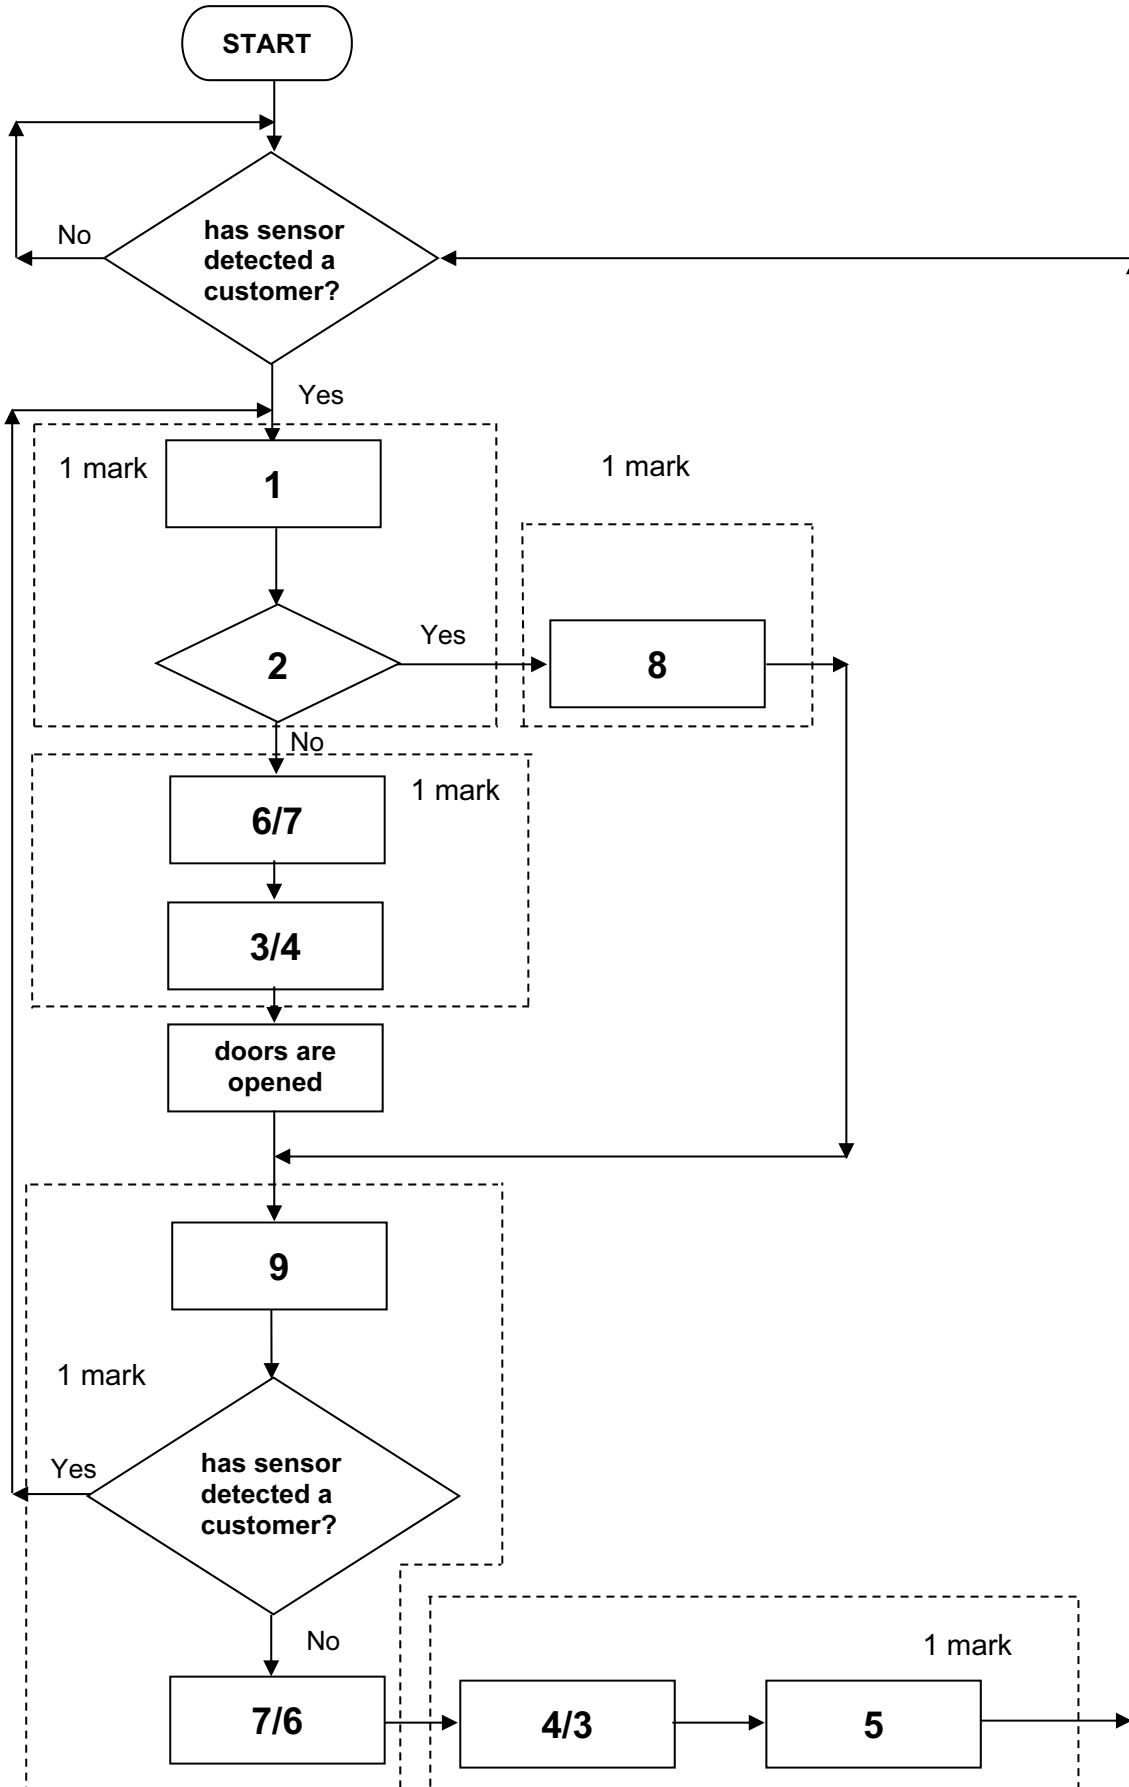 START
No
has sensor
detected a
customer?
Yes
1 mark
1
1 mark
2
Yes
8
No
6/7
1 mark
3/4
doors are
opened
9
1 mark
Yes
has sensor
detected a
customer?
No
1 mark
7/6
4/3
5